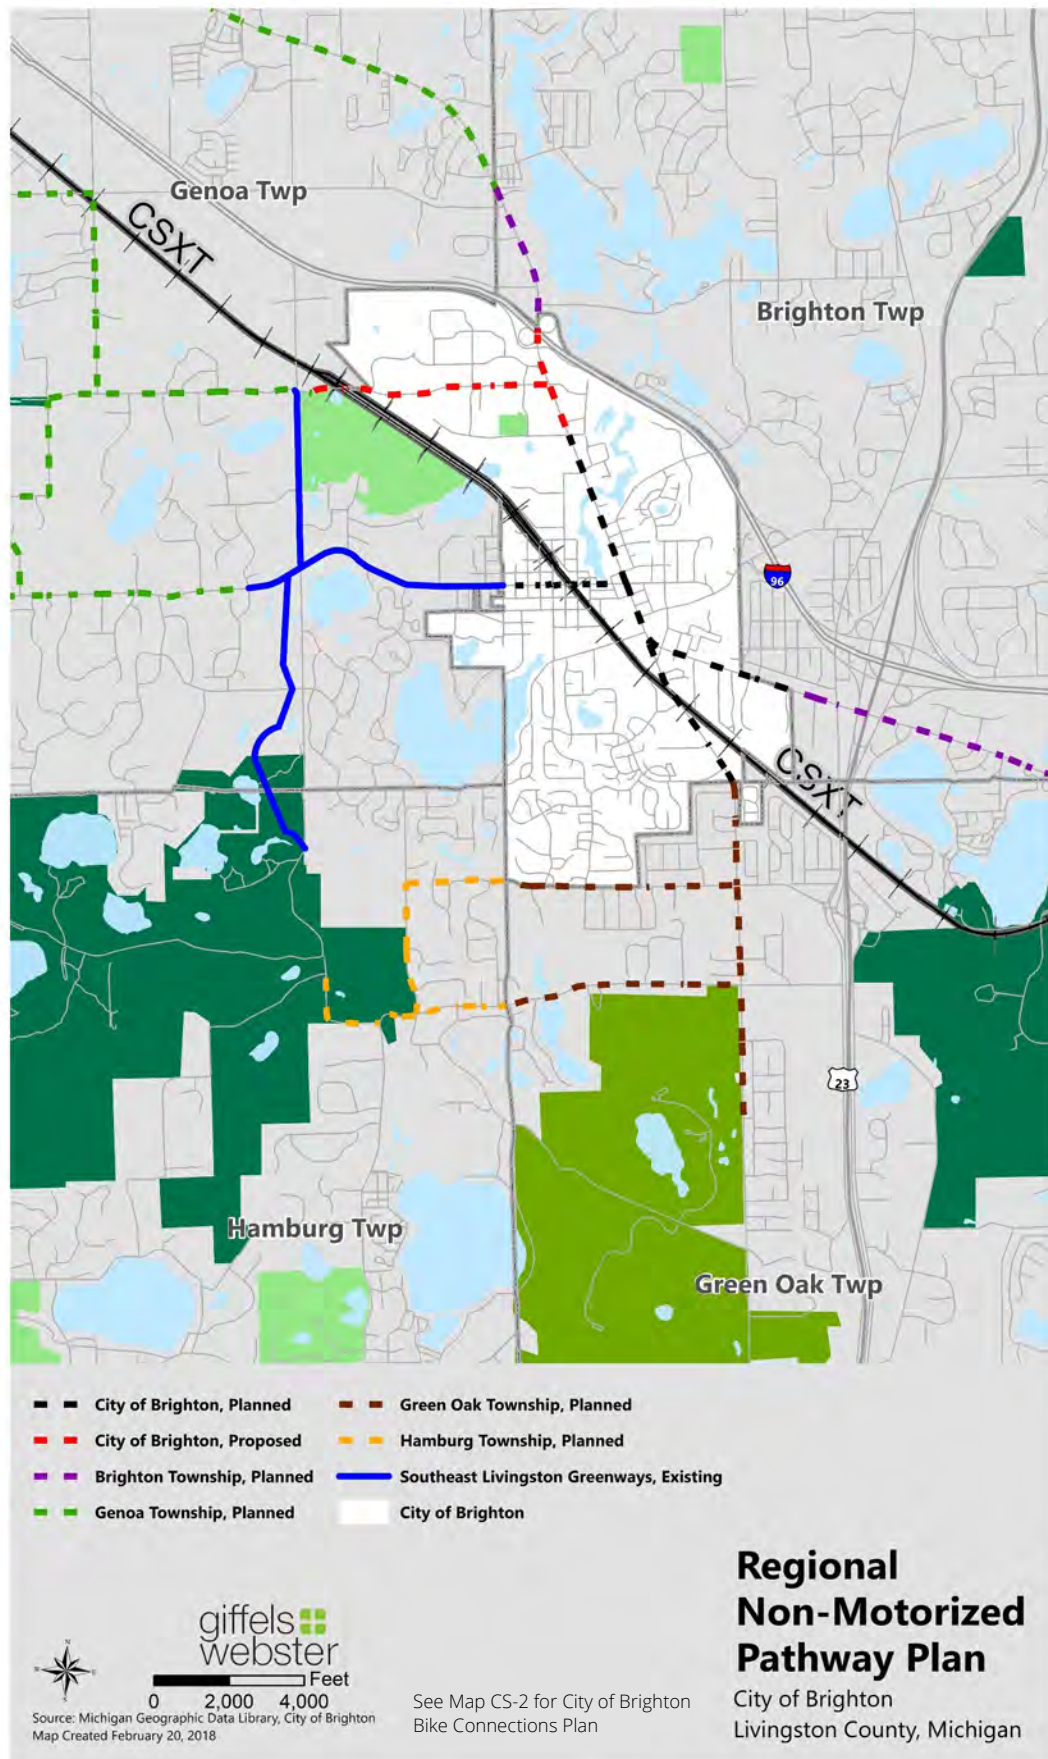 Genoa Twp
CSXT
Brighton Twp
96
CSXT
23
Hamburg Twp
Green Oak Twp
City of Brighton, Planned
City of Brighton, Proposed
Brighton Township, Planned
Genoa Township, Planned
Green Oak Township, Planned
Hamburg Township, Planned
Southeast Livingston Greenways, Existing
City of Brighton
Regional
Non-Motorized
Pathway Plan
City of Brighton
Livingston County, Michigan
giffels
webster
N
S
Feet
0 2,000 4,000
Source: Michigan Geographic Data Library, City of Brighton
Map Created February 20, 2018
See Map CS-2 for City of Brighton
Bike Connections Plan